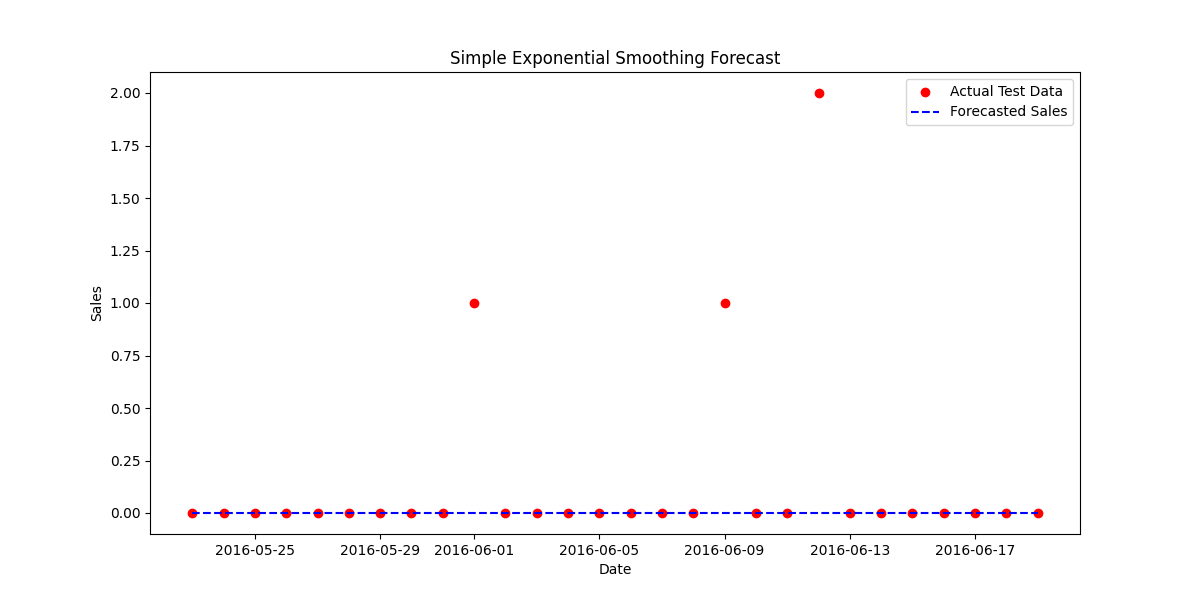 Simple Exponential Smoothing Forecast
Actual Test Data
Forecasted Sales
2.00
1.75
1.50
1.25
1.00
0.75
0.50
0.25
0.00
Sales
2016-05-25 2016-05-29 2016-06-01 2016-06-05 2016-06-09 2016-06-13 2016-06-17
Date